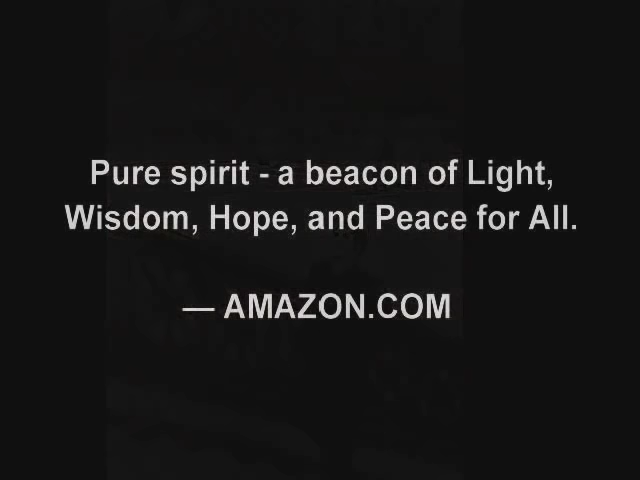 Pure spirit - a beacon of Light,
Wisdom, Hope, and Peace for All.
— AMAZON.COM